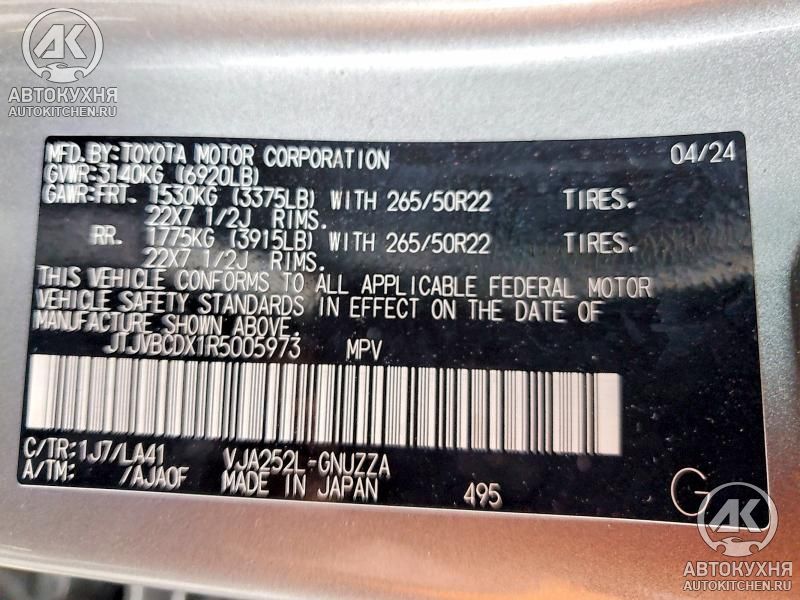 АК
АВТОКУХНЯ
AUTOKITCHEN.RU
MFD.BY:TOYOTA MOTOR CORPORATION 04/24
GVWR:3140KG (6920LB)
GAWR:FRT. 1530KG (3375LB) WITH 265/50R22 TIRES.
22X7 1/2J RIMS.
RR. 1775KG (3915LB) WITH 265/50R22 TIRES.
22X7 1/2J RIMS.
THIS VEHICLE CONFORMS TO ALL APPLICABLE FEDERAL MOTOR
VEHICLE SAFETY STANDARDS IN EFFECT ON THE DATE OF
MANUFACTURE SHOWN ABOVE.
JTJVBCDX1R5005973 MPV
C/TR:1J7/LA41 VJA252L-GNUZZA
A/TM: /AJA0F MADE IN JAPAN 495 G
АК
АВТОКУХНЯ
AUTOKITCHEN.RU